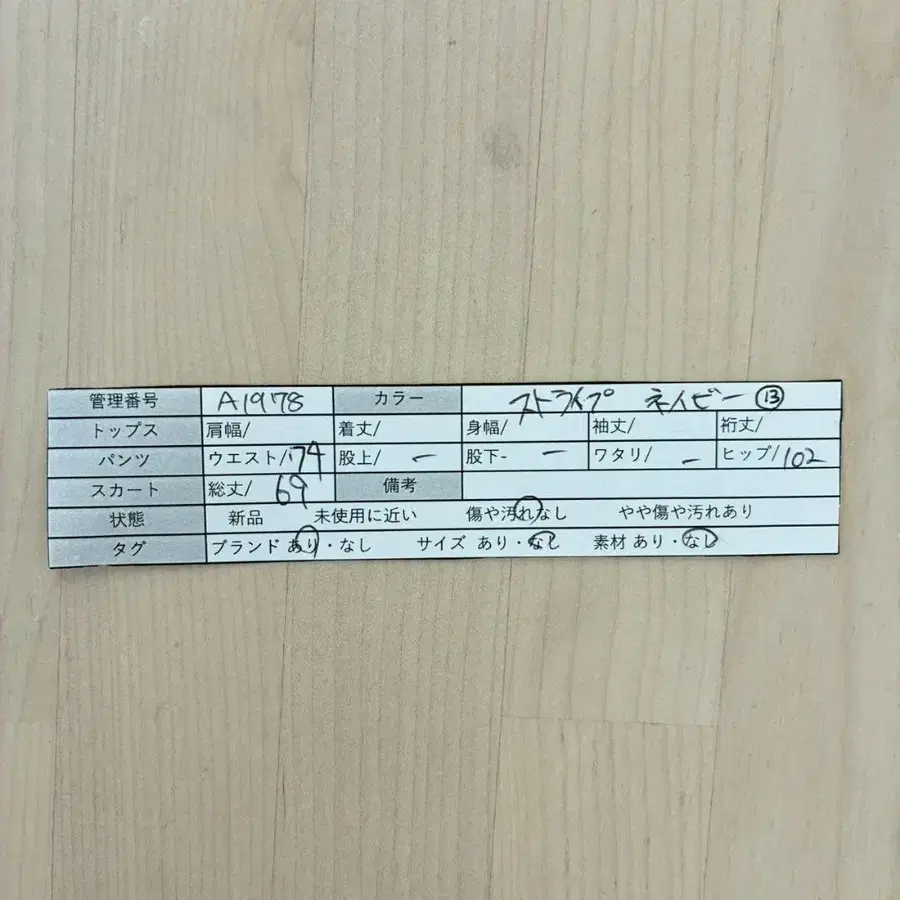 管理番号 A1978 カラー ストライプ ネイビー ⑬
トップス 肩幅/ 着丈/ 身幅/ 袖丈/ 裄丈/
パンツ ウエスト/74 股上/ー 股下-ー ワタリ/ー ヒップ/102
スカート 総丈/69 備考
状態 新品 未使用に近い 傷や汚れなし やや傷や汚れあり
タグ ブランド あり・なし サイズ あり・なし 素材 あり・なし